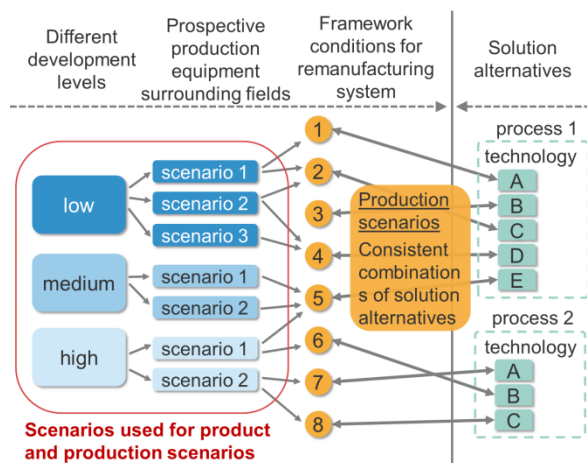 Different
development
levels
Prospective
production
equipment
surrounding fields
Framework
conditions for
remanufacturing
system
Solution
alternatives
low
medium
high
scenario 1
scenario 2
scenario 3
scenario 1
scenario 2
scenario 1
scenario 2
1
2
3
4
5
6
7
8
Production
scenarios
Consistent
combination
s of solution
alternatives
process 1
technology
A
B
C
D
E
process 2
technology
A
B
C
Scenarios used for product
and production scenarios